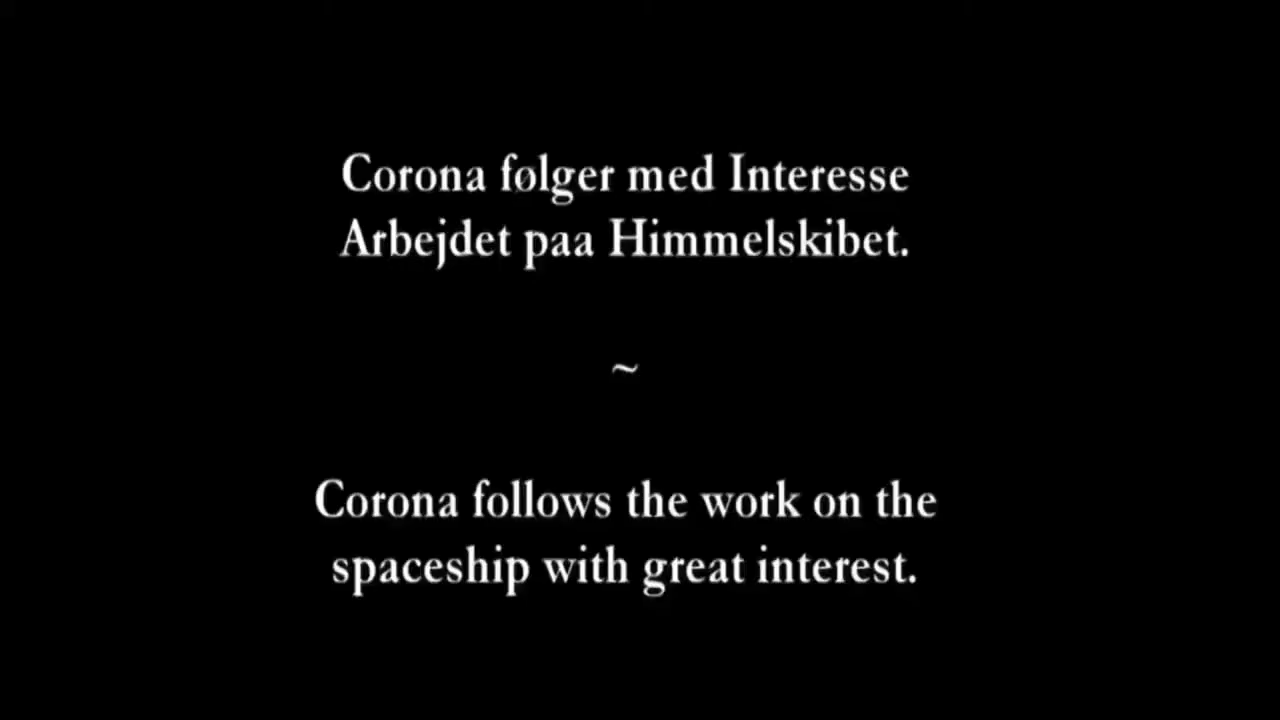 Corona følger med Interesse
Arbejdet paa Himmelskibet.
~
Corona follows the work on the
spaceship with great interest.